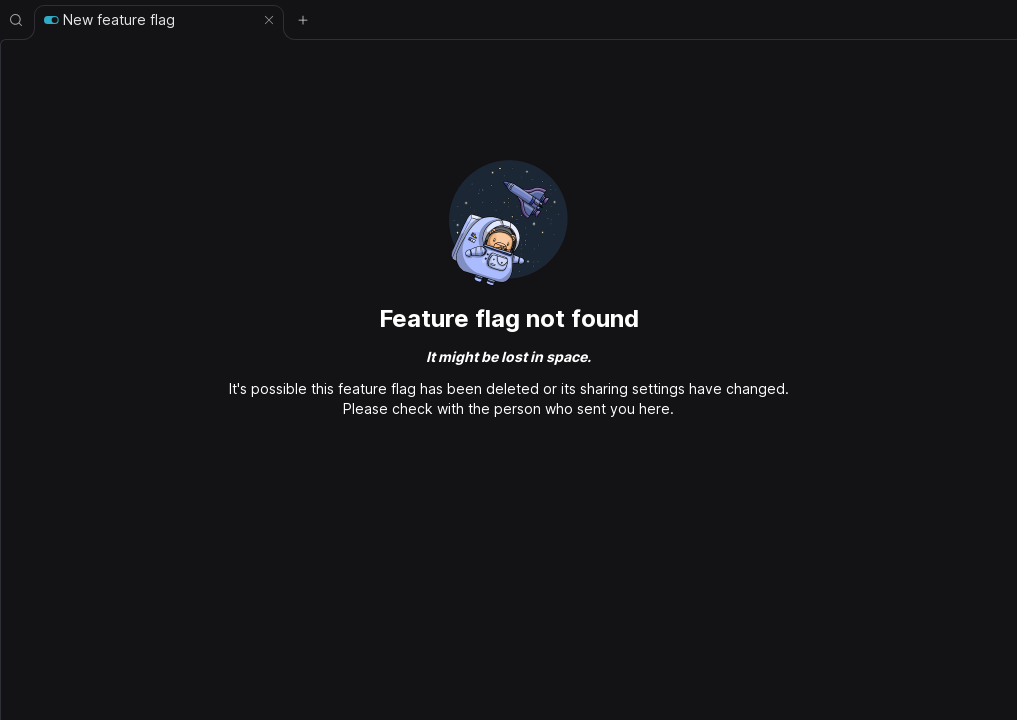 New feature flag
Feature flag not found
It might be lost in space.
It's possible this feature flag has been deleted or its sharing settings have changed.
Please check with the person who sent you here.